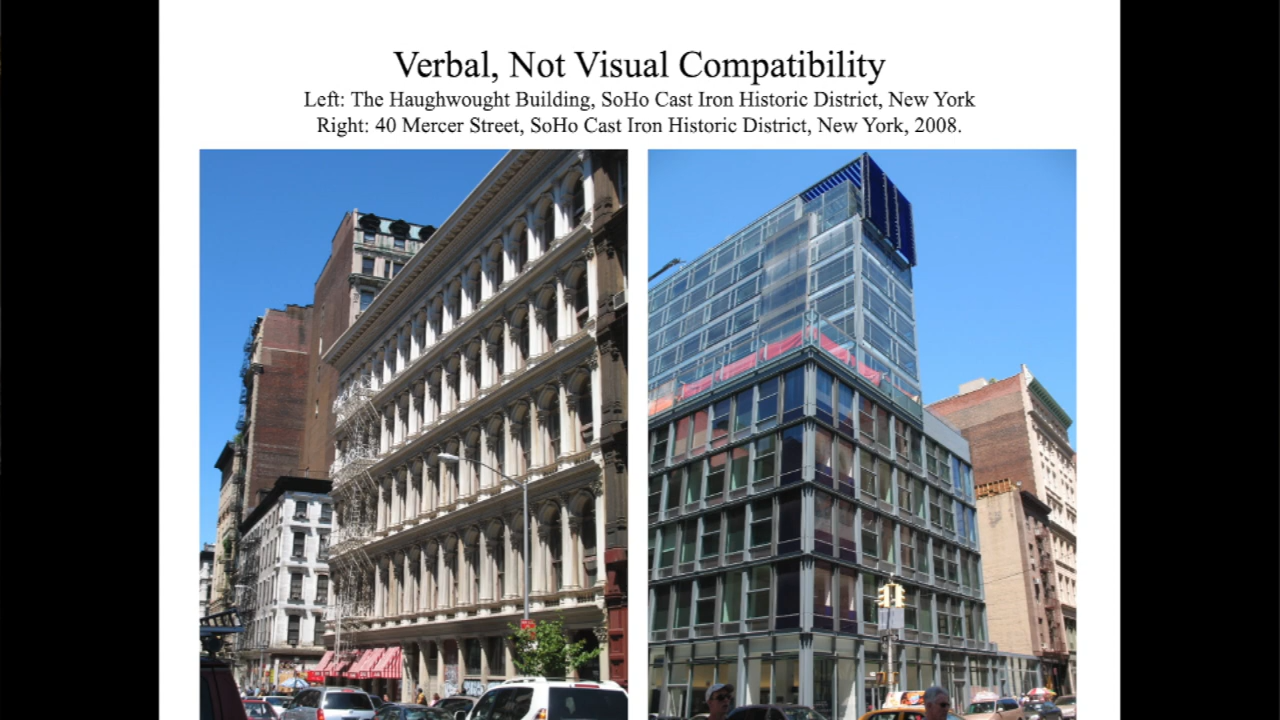 Verbal, Not Visual Compatibility
Left: The Haughwought Building, SoHo Cast Iron Historic District, New York
Right: 40 Mercer Street, SoHo Cast Iron Historic District, New York, 2008.